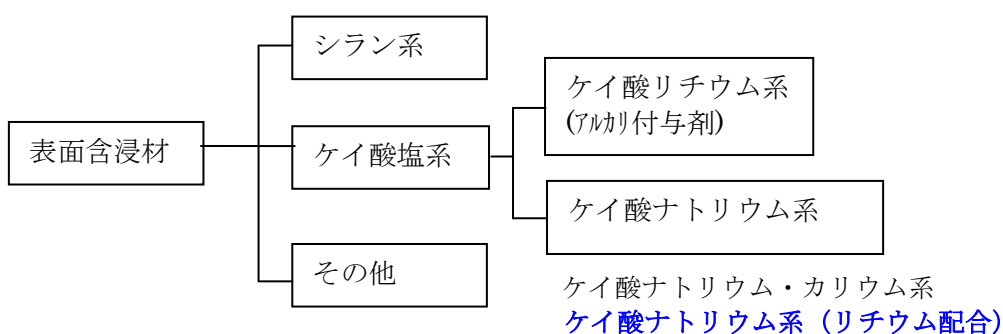 シラン系
ケイ酸リチウム系
(ｱﾙｶﾘ付与剤)
表面含浸材
ケイ酸塩系
ケイ酸ナトリウム系
その他
ケイ酸ナトリウム・カリウム系
ケイ酸ナトリウム系（リチウム配合）